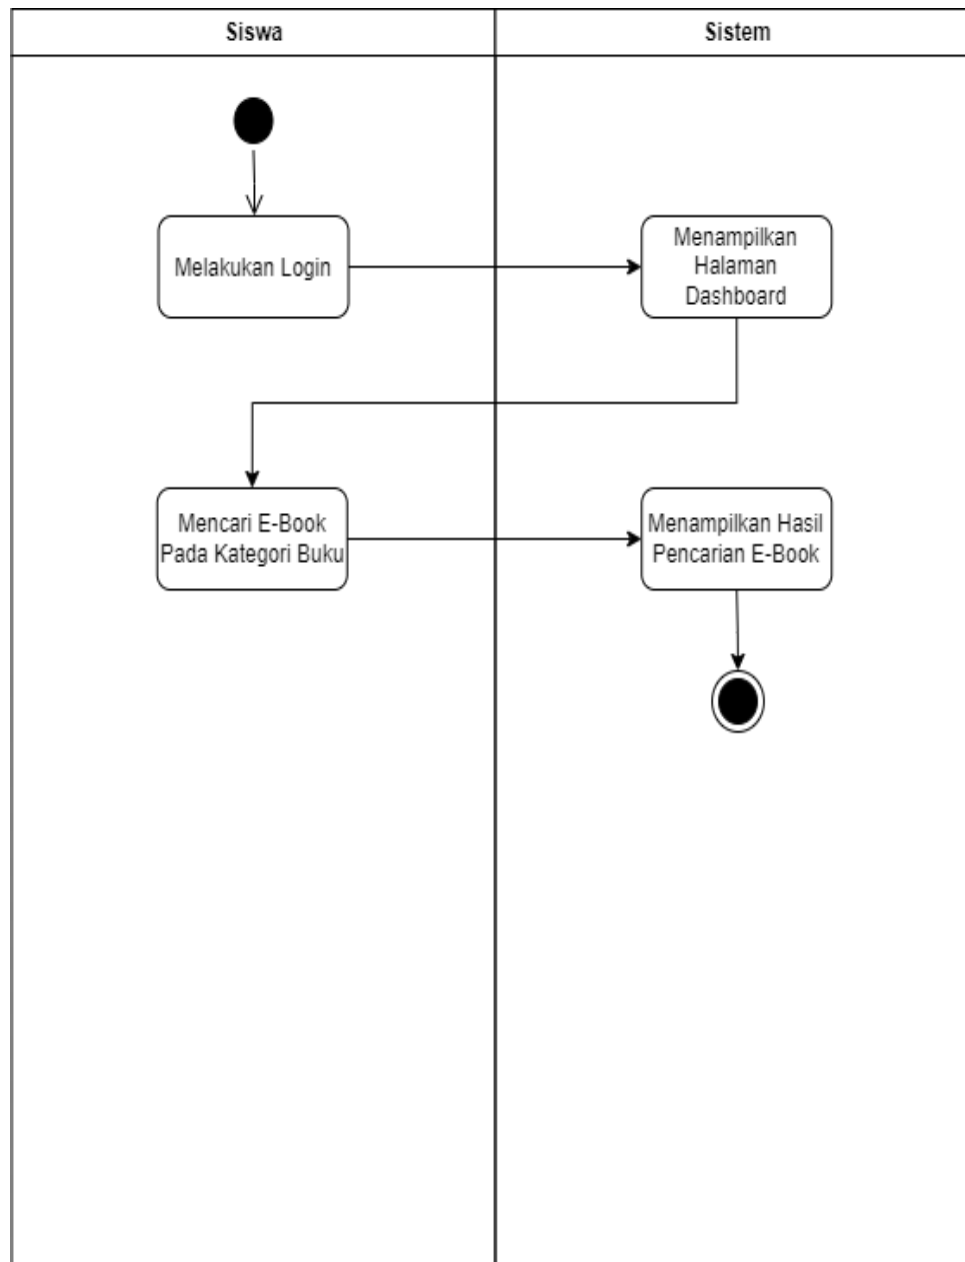 Siswa
Sistem
Melakukan Login
Menampilkan
Halaman
Dashboard
Mencari E-Book
Pada Kategori Buku
Menampilkan Hasil
Pencarian E-Book